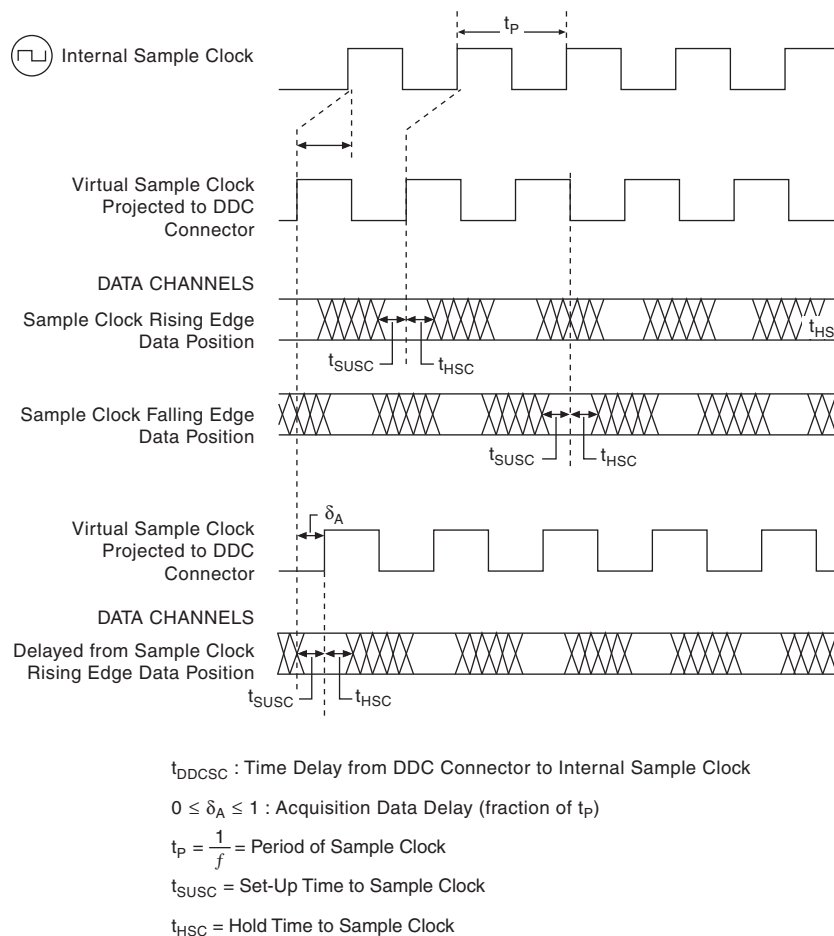 t_P
Internal Sample Clock
Virtual Sample Clock
Projected to DDC
Connector
DATA CHANNELS
Sample Clock Rising Edge
Data Position
t_HS
t_SUSC
t_HSC
Sample Clock Falling Edge
Data Position
t_SUSC
t_HSC
δ_A
Virtual Sample Clock
Projected to DDC
Connector
DATA CHANNELS
Delayed from Sample Clock
Rising Edge Data Position
t_SUSC
t_HSC
t_DDCSC : Time Delay from DDC Connector to Internal Sample Clock
0 ≤ δ_A ≤ 1 : Acquisition Data Delay (fraction of t_P)
t_P = 1/f = Period of Sample Clock
t_SUSC = Set-Up Time to Sample Clock
t_HSC = Hold Time to Sample Clock